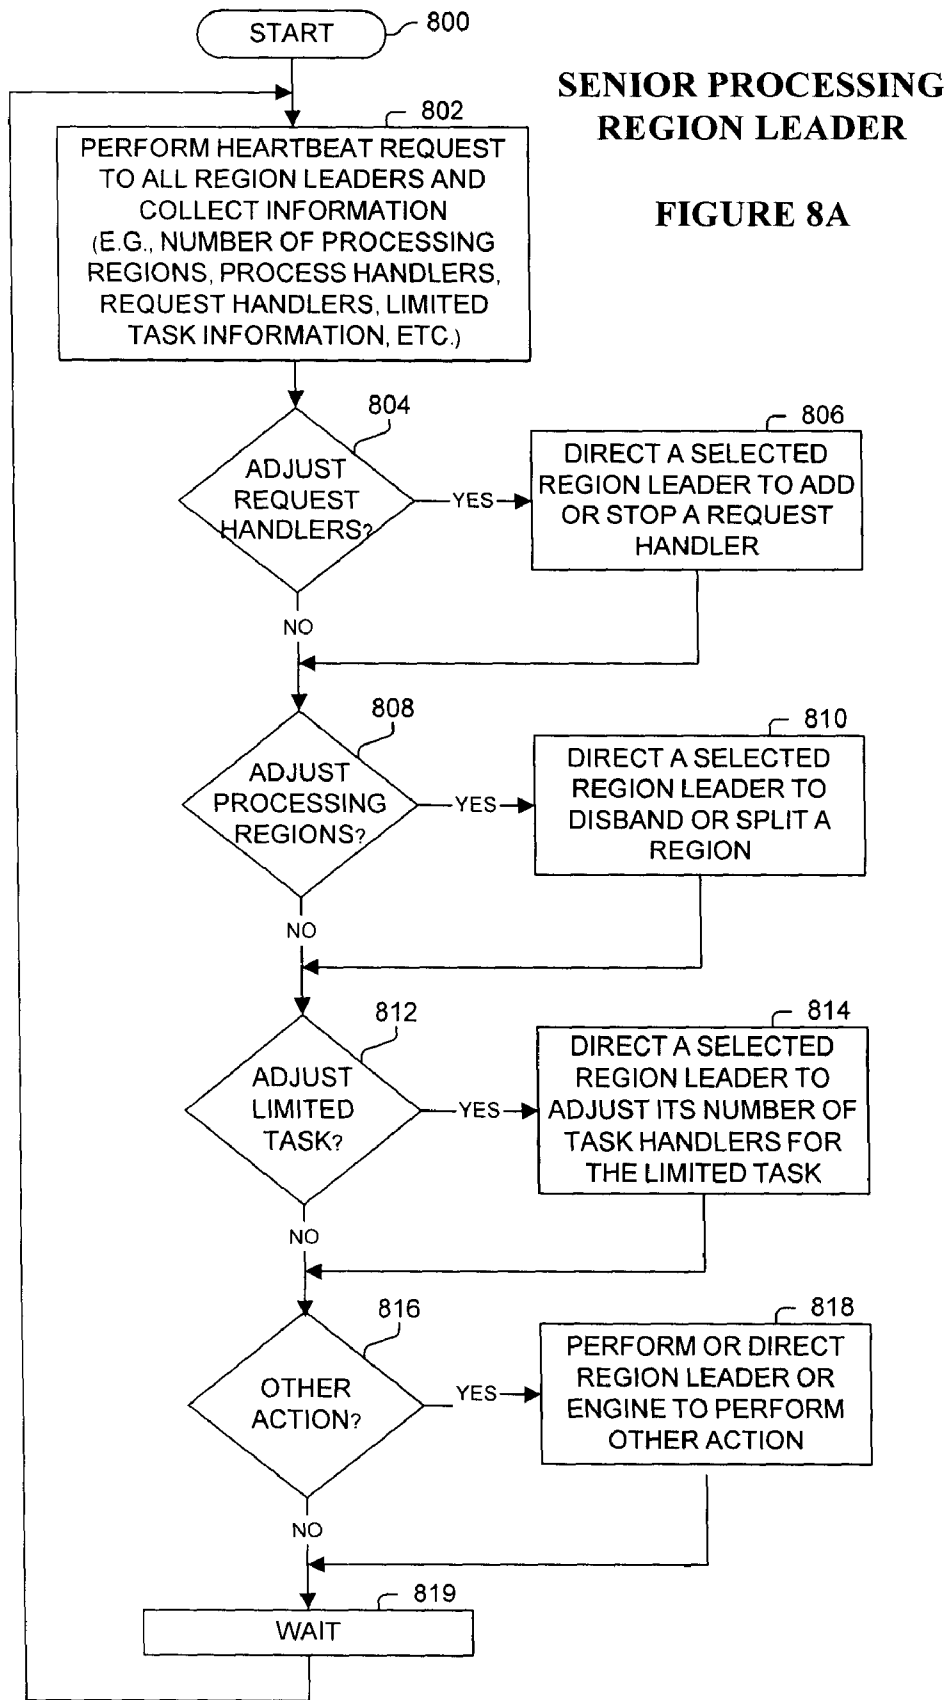 START
800
SENIOR PROCESSING
REGION LEADER
FIGURE 8A
802
PERFORM HEARTBEAT REQUEST
TO ALL REGION LEADERS AND
COLLECT INFORMATION
(E.G., NUMBER OF PROCESSING
REGIONS, PROCESS HANDLERS,
REQUEST HANDLERS, LIMITED
TASK INFORMATION, ETC.)
804
ADJUST
REQUEST
HANDLERS?
YES
806
DIRECT A SELECTED
REGION LEADER TO ADD
OR STOP A REQUEST
HANDLER
NO
808
ADJUST
PROCESSING
REGIONS?
YES
810
DIRECT A SELECTED
REGION LEADER TO
DISBAND OR SPLIT A
REGION
NO
812
ADJUST
LIMITED
TASK?
YES
814
DIRECT A SELECTED
REGION LEADER TO
ADJUST ITS NUMBER OF
TASK HANDLERS FOR
THE LIMITED TASK
NO
816
OTHER
ACTION?
YES
818
PERFORM OR DIRECT
REGION LEADER OR
ENGINE TO PERFORM
OTHER ACTION
NO
819
WAIT